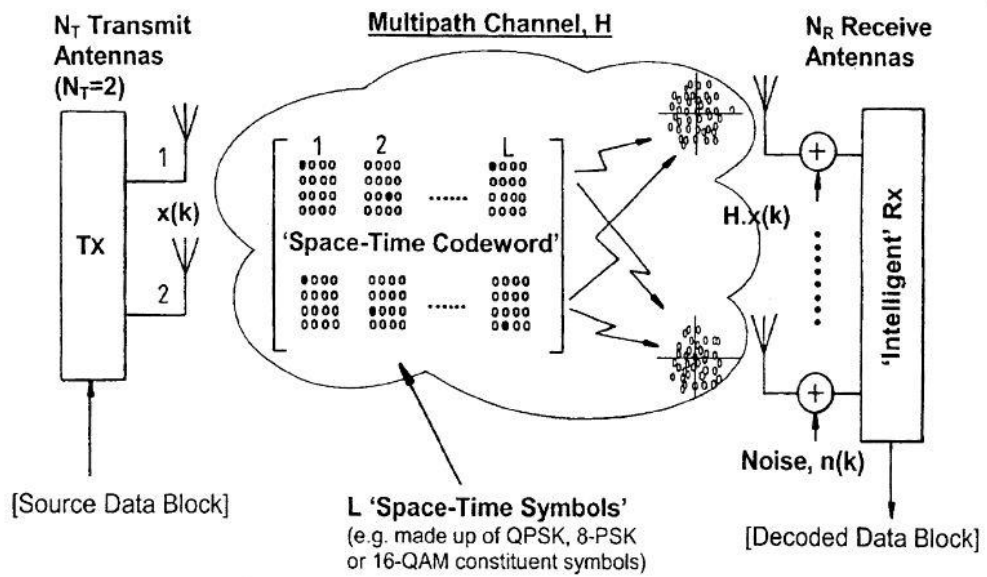 N_T Transmit
Antennas
(N_T=2)
Multipath Channel, H
N_R Receive
Antennas
1
2
L
1
x(k)
Tx
......
'Space-Time Codeword'
2
......
H.x(k)
'Intelligent' Rx
Noise, n(k)
[Source Data Block]
L 'Space-Time Symbols'
(e.g. made up of QPSK, 8-PSK
or 16-QAM constituent symbols)
[Decoded Data Block]